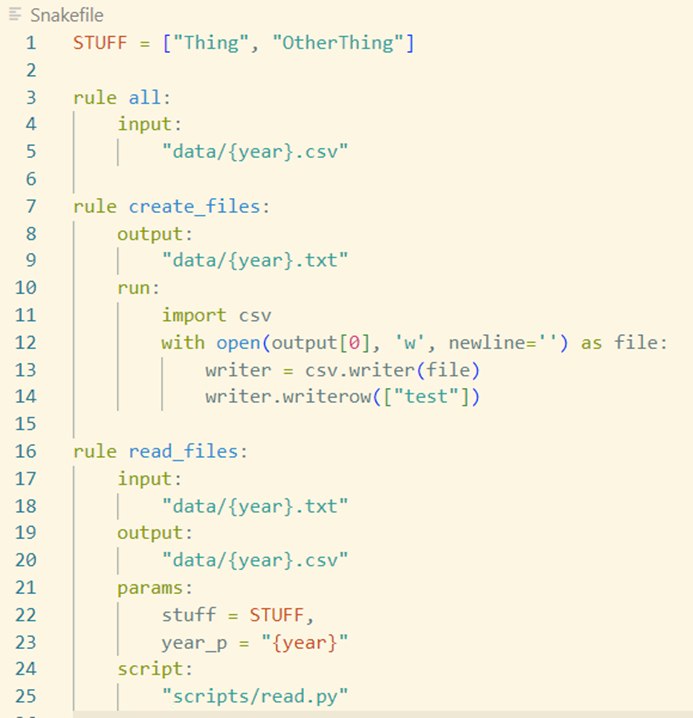 Snakefile
1 STUFF = ["Thing", "OtherThing"]
2
3 rule all:
4     input:
5         "data/{year}.csv"
6
7 rule create_files:
8     output:
9         "data/{year}.txt"
10     run:
11         import csv
12         with open(output[0], 'w', newline='') as file:
13             writer = csv.writer(file)
14             writer.writerow(["test"])
15
16 rule read_files:
17     input:
18         "data/{year}.txt"
19     output:
20         "data/{year}.csv"
21     params:
22         stuff = STUFF,
23         year_p = "{year}"
24     script:
25         "scripts/read.py"